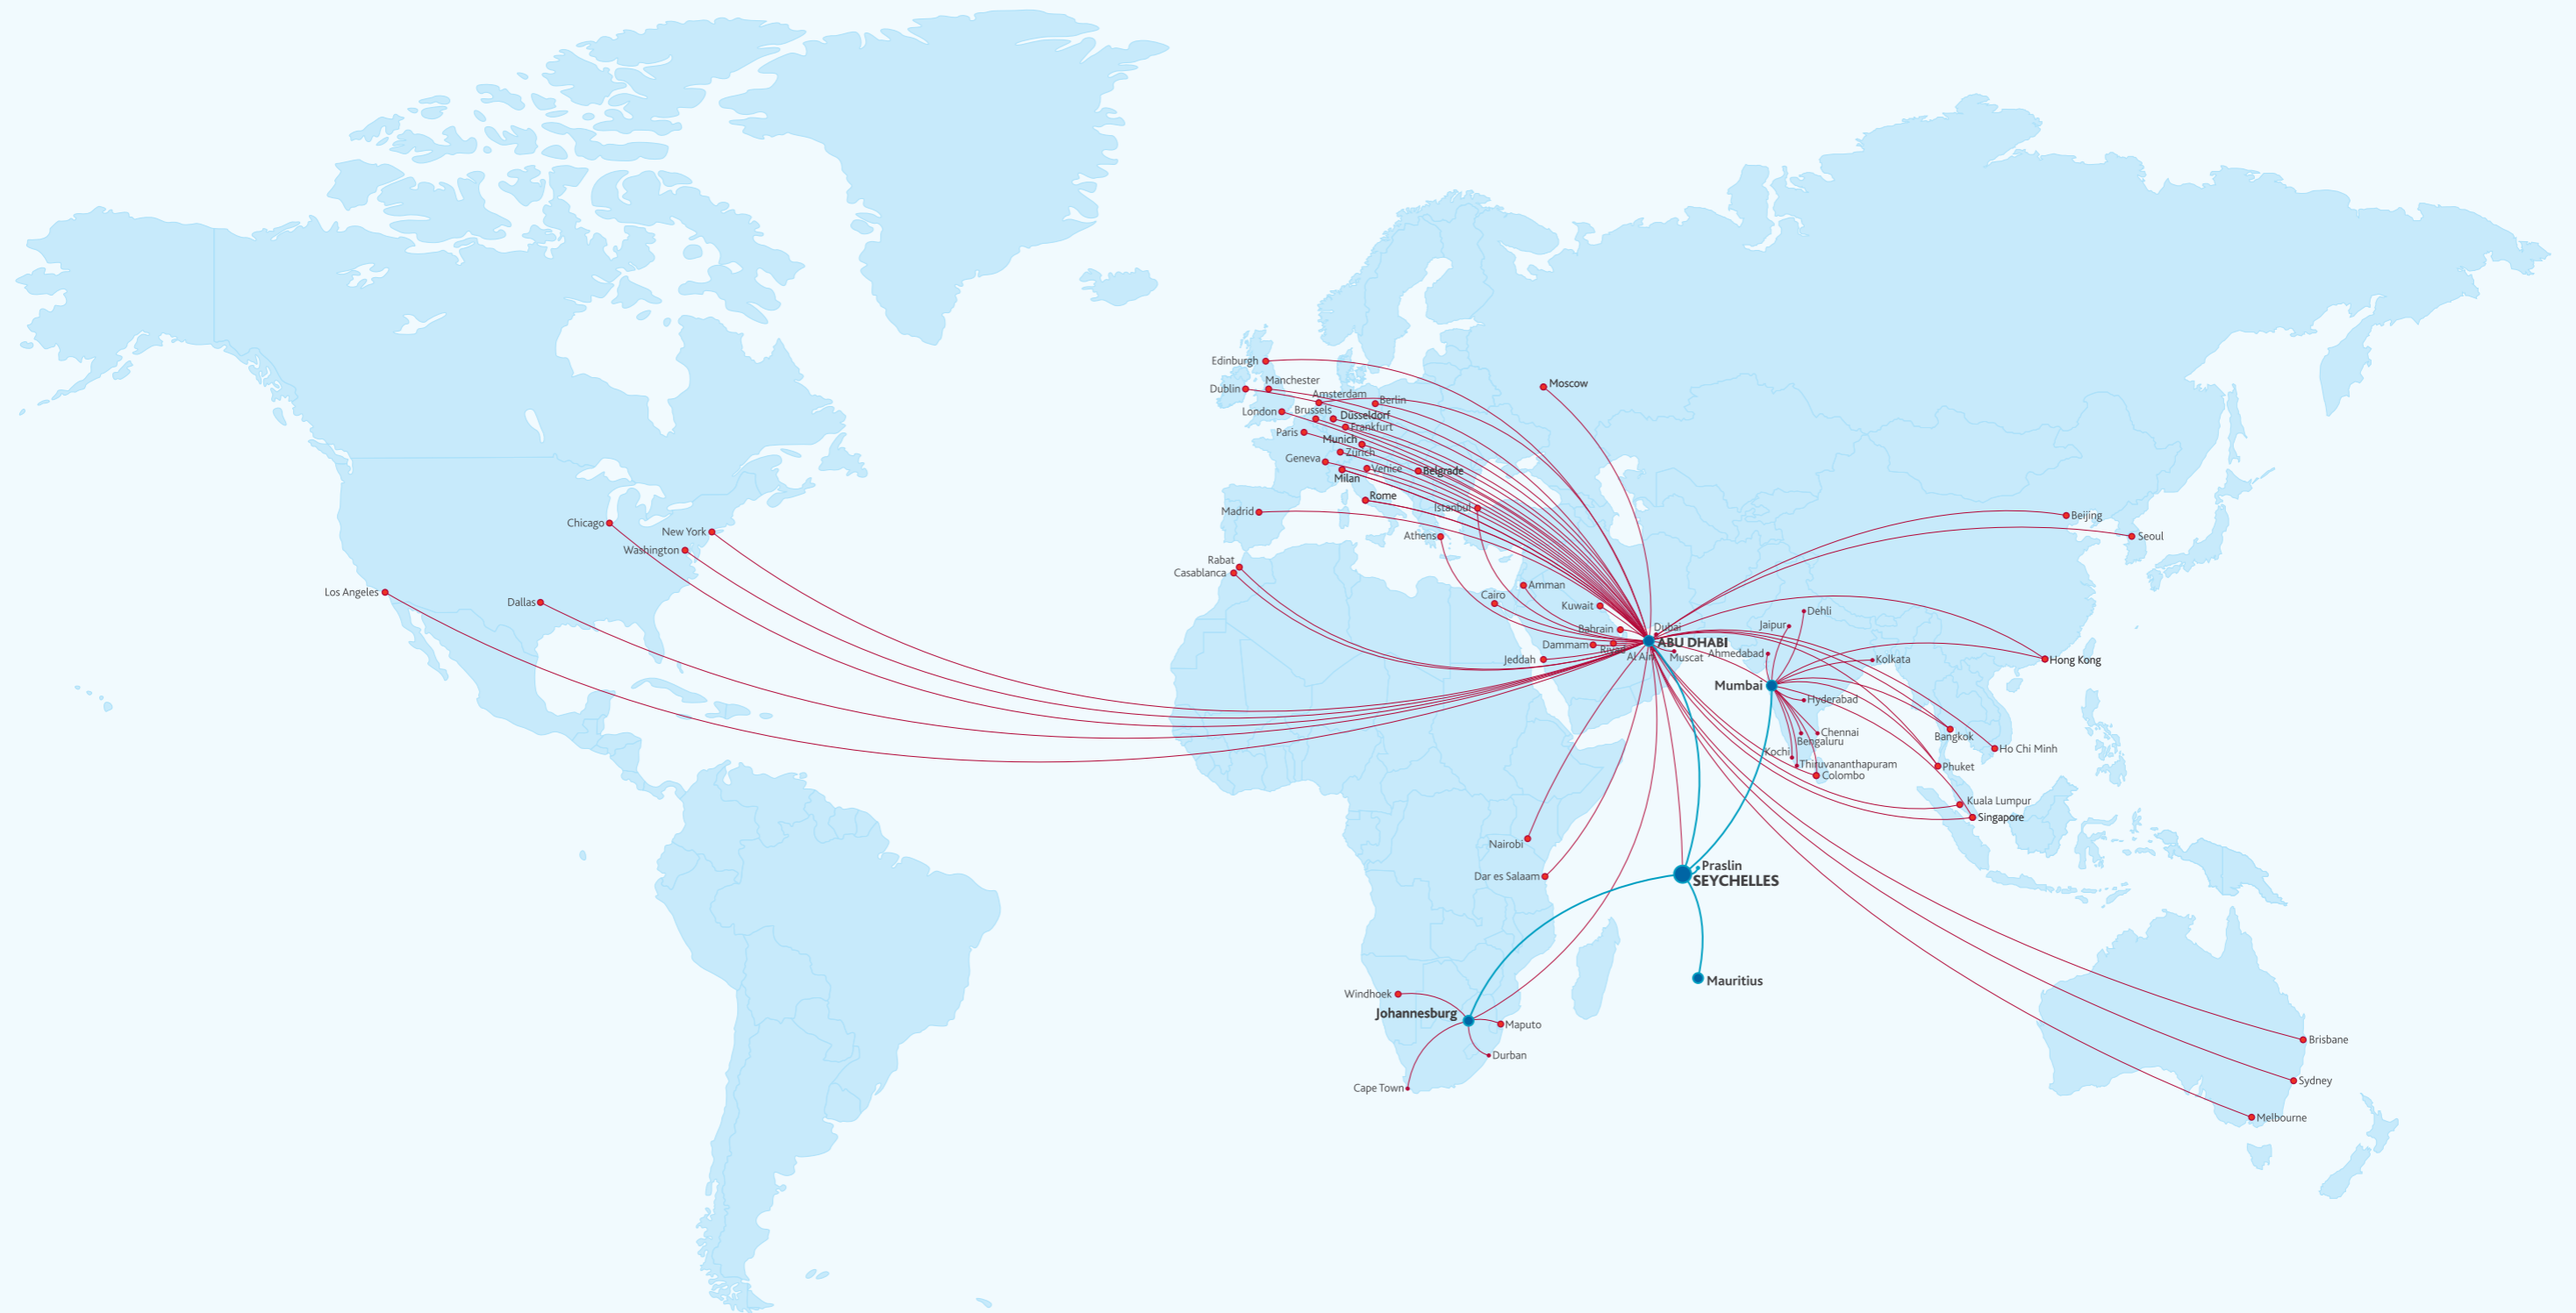 Edinburgh
Moscow
Manchester
Dublin
Amsterdam
Berlin
London
Brussels
Düsseldorf
Frankfurt
Paris
Munich
Zurich
Geneva
Venice
Belgrade
Milan
Rome
Istanbul
Madrid
Athens
Beijing
Seoul
Chicago
New York
Washington
Los Angeles
Dallas
Rabat
Casablanca
Amman
Cairo
Kuwait
Bahrain
Dubai
ABU DHABI
Dammam
Riyad
Al Ain
Muscat
Jeddah
Dehli
Jaipur
Ahmedabad
Kolkata
Hong Kong
Mumbai
Hyderabad
Chennai
Bengaluru
Kochi
Thiruvananthapuram
Colombo
Bangkok
Ho Chi Minh
Phuket
Kuala Lumpur
Singapore
Nairobi
Dar es Salaam
Praslin
SEYCHELLES
Mauritius
Windhoek
Johannesburg
Maputo
Durban
Cape Town
Brisbane
Sydney
Melbourne